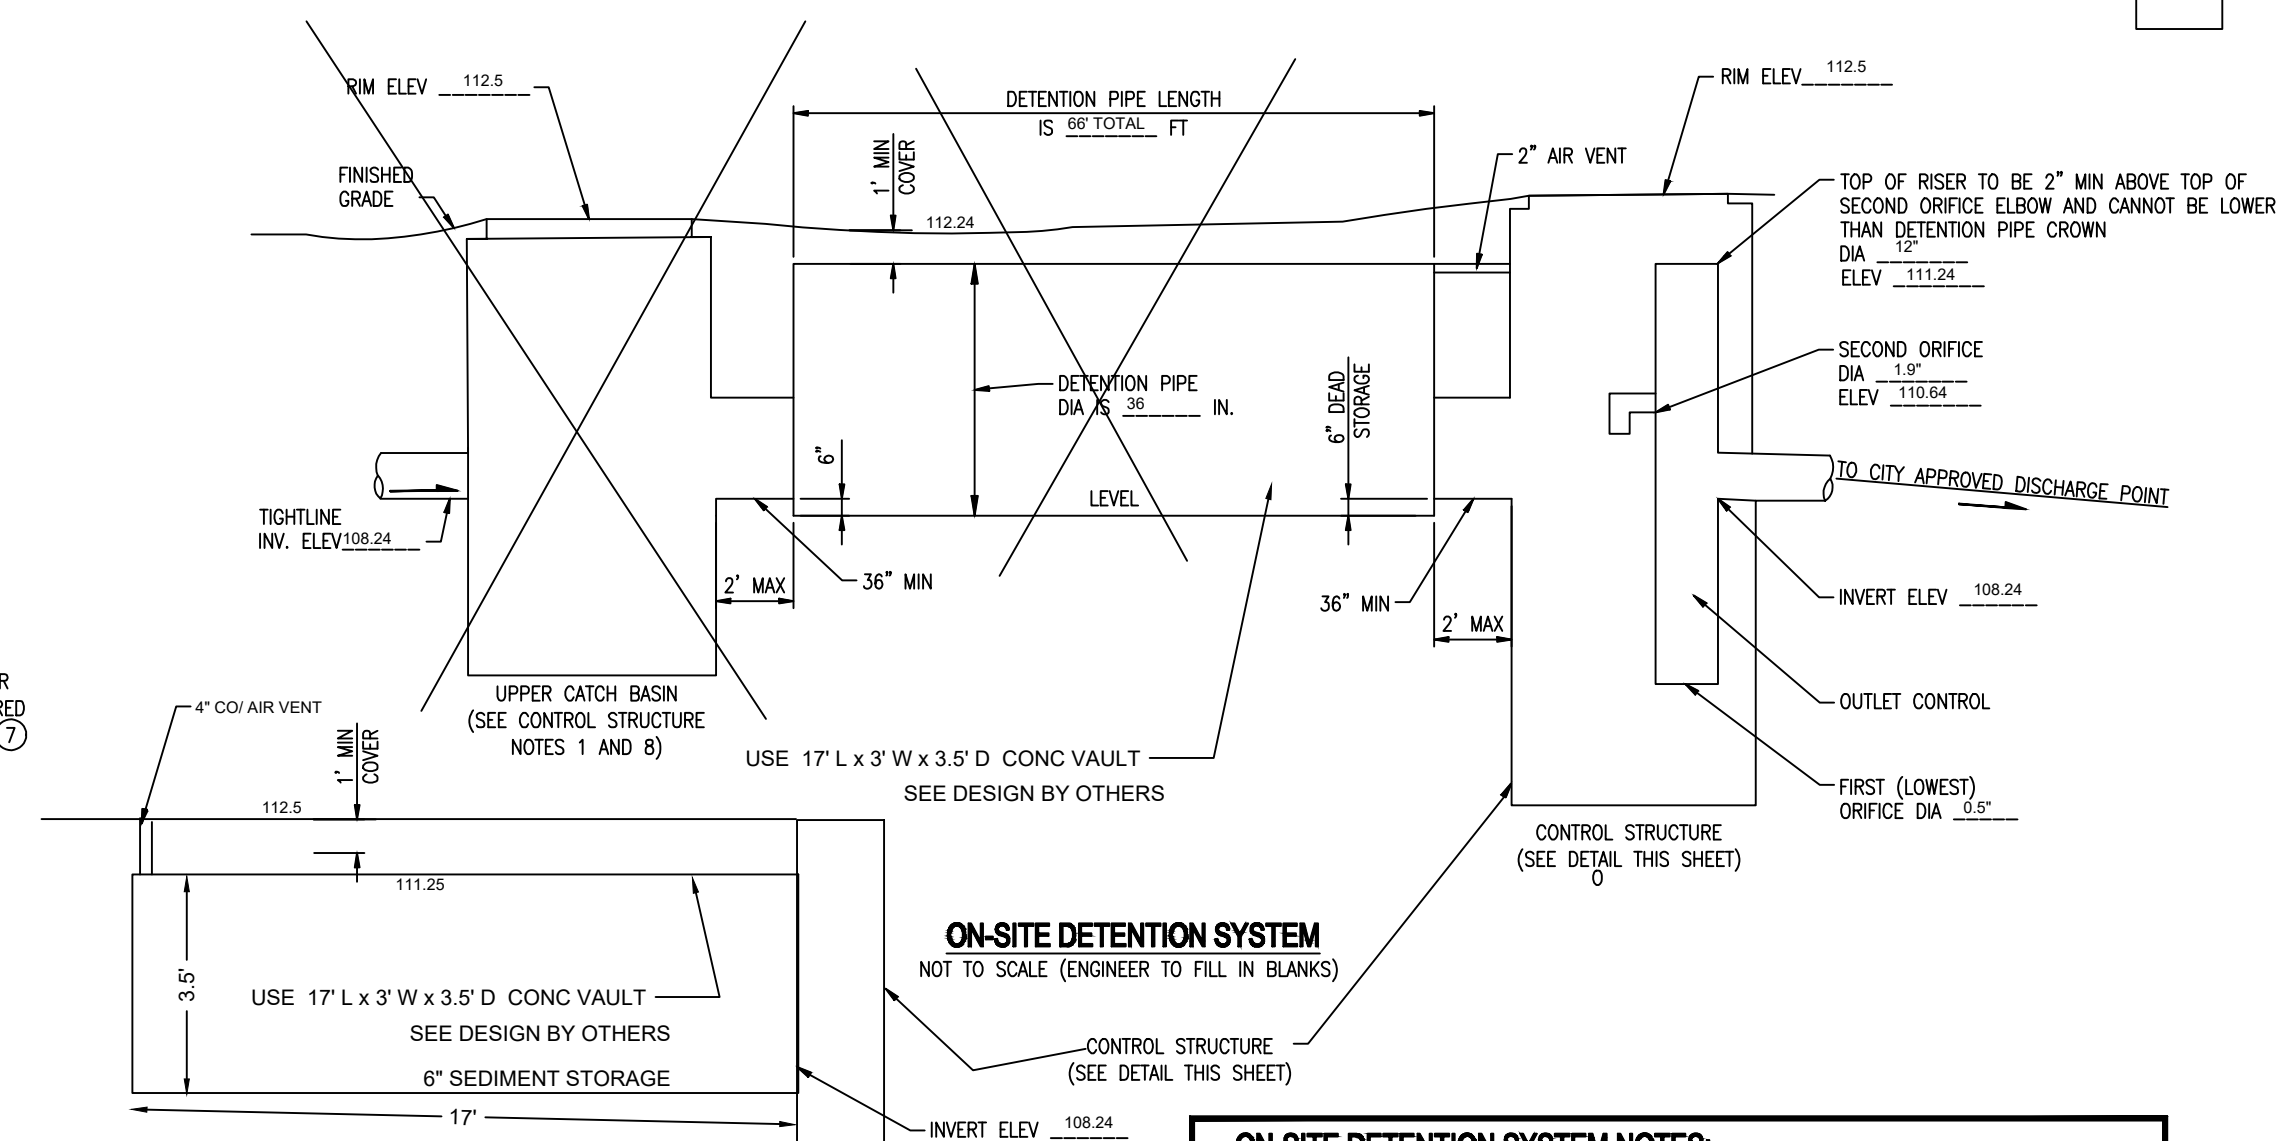 RIM ELEV 112.5
FINISHED
GRADE
DETENTION PIPE LENGTH
IS 66' TOTAL FT
1' MIN
COVER
112.24
2" AIR VENT
RIM ELEV 112.5
TOP OF RISER TO BE 2" MIN ABOVE TOP OF
SECOND ORIFICE ELBOW AND CANNOT BE LOWER
THAN DETENTION PIPE CROWN
DIA 12"
ELEV 111.24
SECOND ORIFICE
DIA 1.9"
ELEV 110.64
DETENTION PIPE
DIA IS 36 IN.
6" DEAD
STORAGE
6"
LEVEL
TIGHTLINE
INV. ELEV 108.24
TO CITY APPROVED DISCHARGE POINT
2' MAX
36" MIN
36" MIN
2' MAX
INVERT ELEV 108.24
OUTLET CONTROL
FIRST (LOWEST)
ORIFICE DIA 0.5"
UPPER CATCH BASIN
(SEE CONTROL STRUCTURE
NOTES 1 AND 8)
USE 17' L x 3' W x 3.5' D CONC VAULT
SEE DESIGN BY OTHERS
CONTROL STRUCTURE
(SEE DETAIL THIS SHEET)
0
R
RED
7
4" CO/ AIR VENT
1' MIN
COVER
112.5
111.25
3.5'
USE 17' L x 3' W x 3.5' D CONC VAULT
SEE DESIGN BY OTHERS
6" SEDIMENT STORAGE
17'
ON-SITE DETENTION SYSTEM
NOT TO SCALE (ENGINEER TO FILL IN BLANKS)
CONTROL STRUCTURE
(SEE DETAIL THIS SHEET)
INVERT ELEV 108.24
ON-SITE DETENTION SYSTEM NOTES: